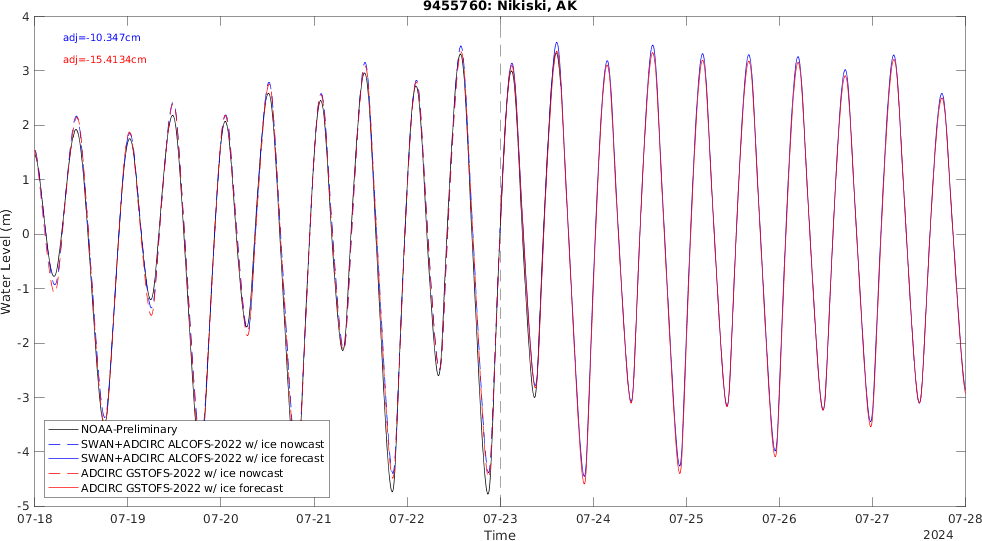 9455760: Nikiski, AK
adj=-10.347cm
adj=-15.4134cm
4
3
2
1
0
-1
-2
-3
-4
-5
Water Level (m)
NOAA-Preliminary
SWAN+ADCIRC ALCOFS-2022 w/ ice nowcast
SWAN+ADCIRC ALCOFS-2022 w/ ice forecast
ADCIRC GSTOFS-2022 w/ ice nowcast
ADCIRC GSTOFS-2022 w/ ice forecast
07-18 07-19 07-20 07-21 07-22 07-23 07-24 07-25 07-26 07-27 07-28
Time
2024